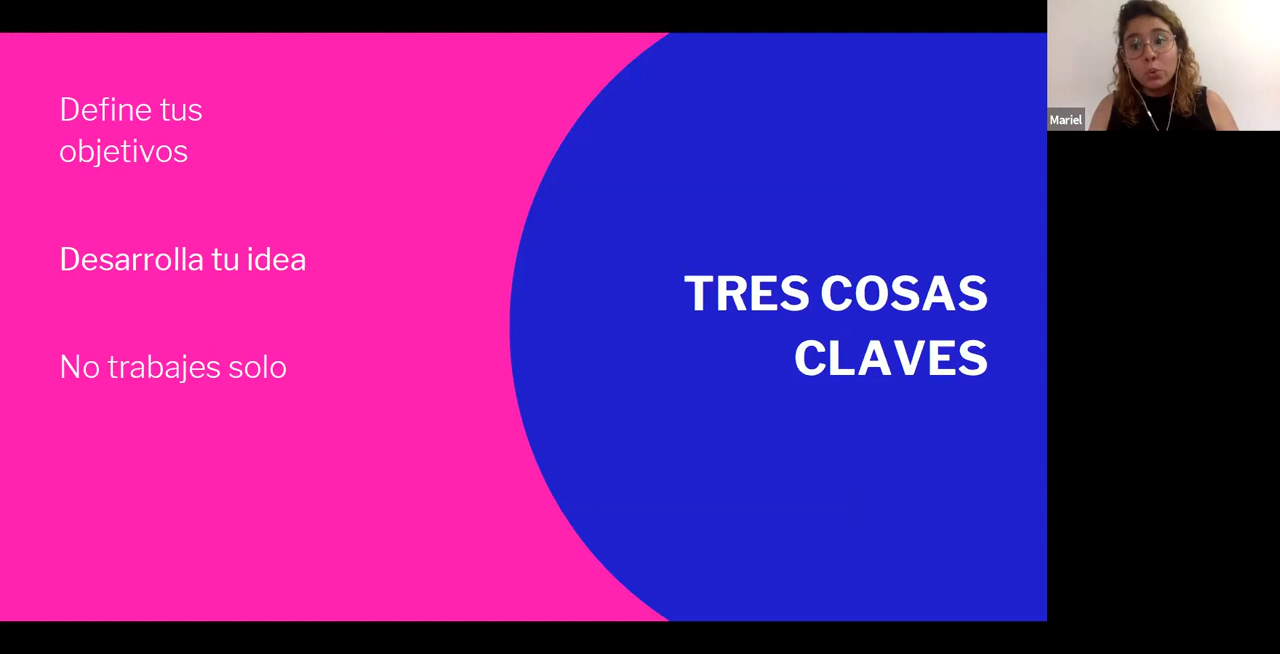 Define tus
objetivos
Desarrolla tu idea
No trabajes solo
TRES COSAS
CLAVES
Mariel